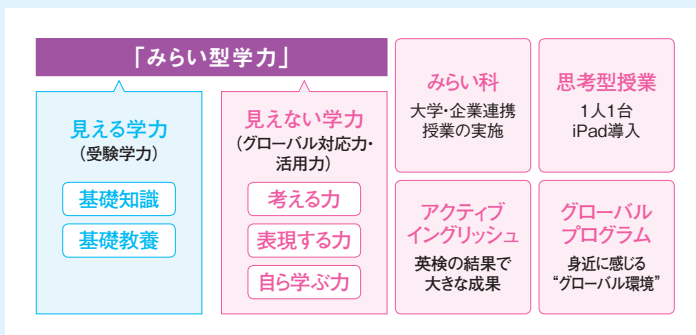 「みらい型学力」
見える学力
(受験学力)
基礎知識
基礎教養
見えない学力
(グローバル対応力・
活用力)
考える力
表現する力
自ら学ぶ力
みらい科
大学・企業連携
授業の実施
思考型授業
1人1台
iPad導入
アクティブ
イングリッシュ
英検の結果で
大きな成果
グローバル
プログラム
身近に感じる
“グローバル環境”